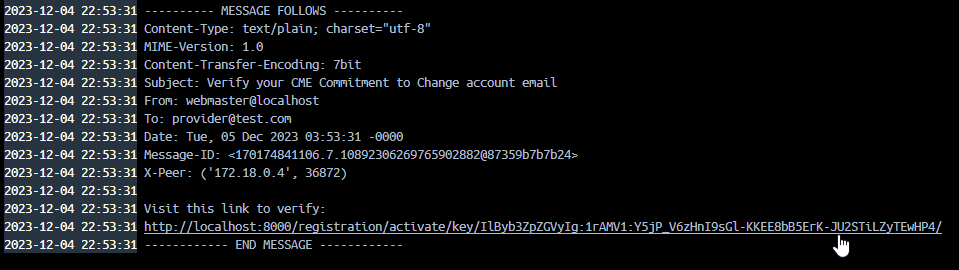 2023-12-04 22:53:31 ---------- MESSAGE FOLLOWS ----------
2023-12-04 22:53:31 Content-Type: text/plain; charset="utf-8"
2023-12-04 22:53:31 MIME-Version: 1.0
2023-12-04 22:53:31 Content-Transfer-Encoding: 7bit
2023-12-04 22:53:31 Subject: Verify your CME Commitment to Change account email
2023-12-04 22:53:31 From: webmaster@localhost
2023-12-04 22:53:31 To: provider@test.com
2023-12-04 22:53:31 Date: Tue, 05 Dec 2023 03:53:31 -0000
2023-12-04 22:53:31 Message-ID: <170174841106.7.10892306269765902882@87359b7b7b24>
2023-12-04 22:53:31 X-Peer: ('172.18.0.4', 36872)
2023-12-04 22:53:31
2023-12-04 22:53:31 Visit this link to verify:
2023-12-04 22:53:31 http://localhost:8000/registration/activate/key/IlByb3ZpZGVyIg:1rAMV1:Y5jP_V6zHnI9sGl-KKEE8bB5ErK-JU2STiLZyTEwHP4/
2023-12-04 22:53:31 ------------ END MESSAGE ------------